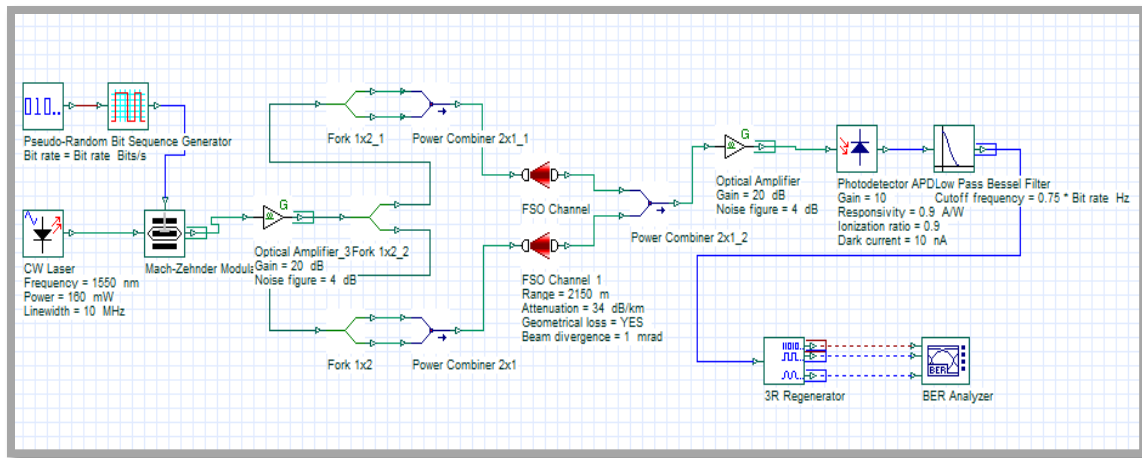 010..
Pseudo-Random Bit Sequence Generator
Bit rate = Bit rate Bits/s
CW Laser
Frequency = 1550 nm
Power = 160 mW
Linewidth = 10 MHz
Mach-Zehnder Modula
G
Optical Amplifier_3
Gain = 20 dB
Noise figure = 4 dB
Fork 1x2_2
Fork 1x2_1
Power Combiner 2x1_1
Fork 1x2
Power Combiner 2x1
FSO Channel
FSO Channel 1
Range = 2150 m
Attenuation = 34 dB/km
Geometrical loss = YES
Beam divergence = 1 mrad
Power Combiner 2x1_2
G
Optical Amplifier
Gain = 20 dB
Noise figure = 4 dB
Photodetector APD
Gain = 10
Responsivity = 0.9 A/W
Ionization ratio = 0.9
Dark current = 10 nA
Low Pass Bessel Filter
Cutoff frequency = 0.75 * Bit rate Hz
3R Regenerator
BER
BER Analyzer